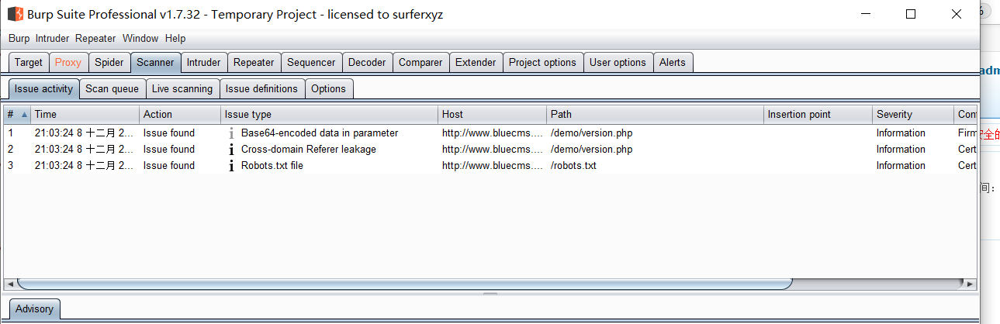 Burp Suite Professional v1.7.32 - Temporary Project - licensed to surferxyz
Burp Intruder Repeater Window Help
Target Proxy Spider Scanner Intruder Repeater Sequencer Decoder Comparer Extender Project options User options Alerts
Issue activity Scan queue Live scanning Issue definitions Options
# Time Action Issue type Host Path Insertion point Severity Con
1 21:03:24 8 十二月 2... Issue found Base64-encoded data in parameter http://www.bluecms.... /demo/version.php Information Firm
2 21:03:24 8 十二月 2... Issue found Cross-domain Referer leakage http://www.bluecms.... /demo/version.php Information Cert
3 21:03:24 8 十二月 2... Issue found Robots.txt file http://www.bluecms.... /robots.txt Information Cert
Advisory
%
adm
全的
间：